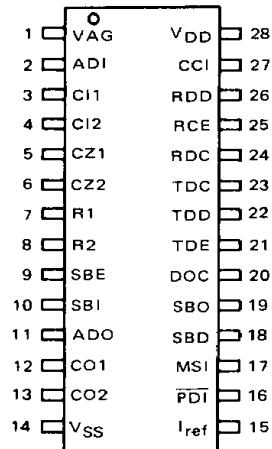 1 VAG VDD 28
2 ADI CCI 27
3 CI1 RDD 26
4 CI2 RCE 25
5 CZ1 RDC 24
6 CZ2 TDC 23
7 R1 TDD 22
8 R2 TDE 21
9 SBE DOC 20
10 SBI SBO 19
11 ADO SBD 18
12 CO1 MSI 17
13 CO2 PDI 16
14 VSS Iref 15